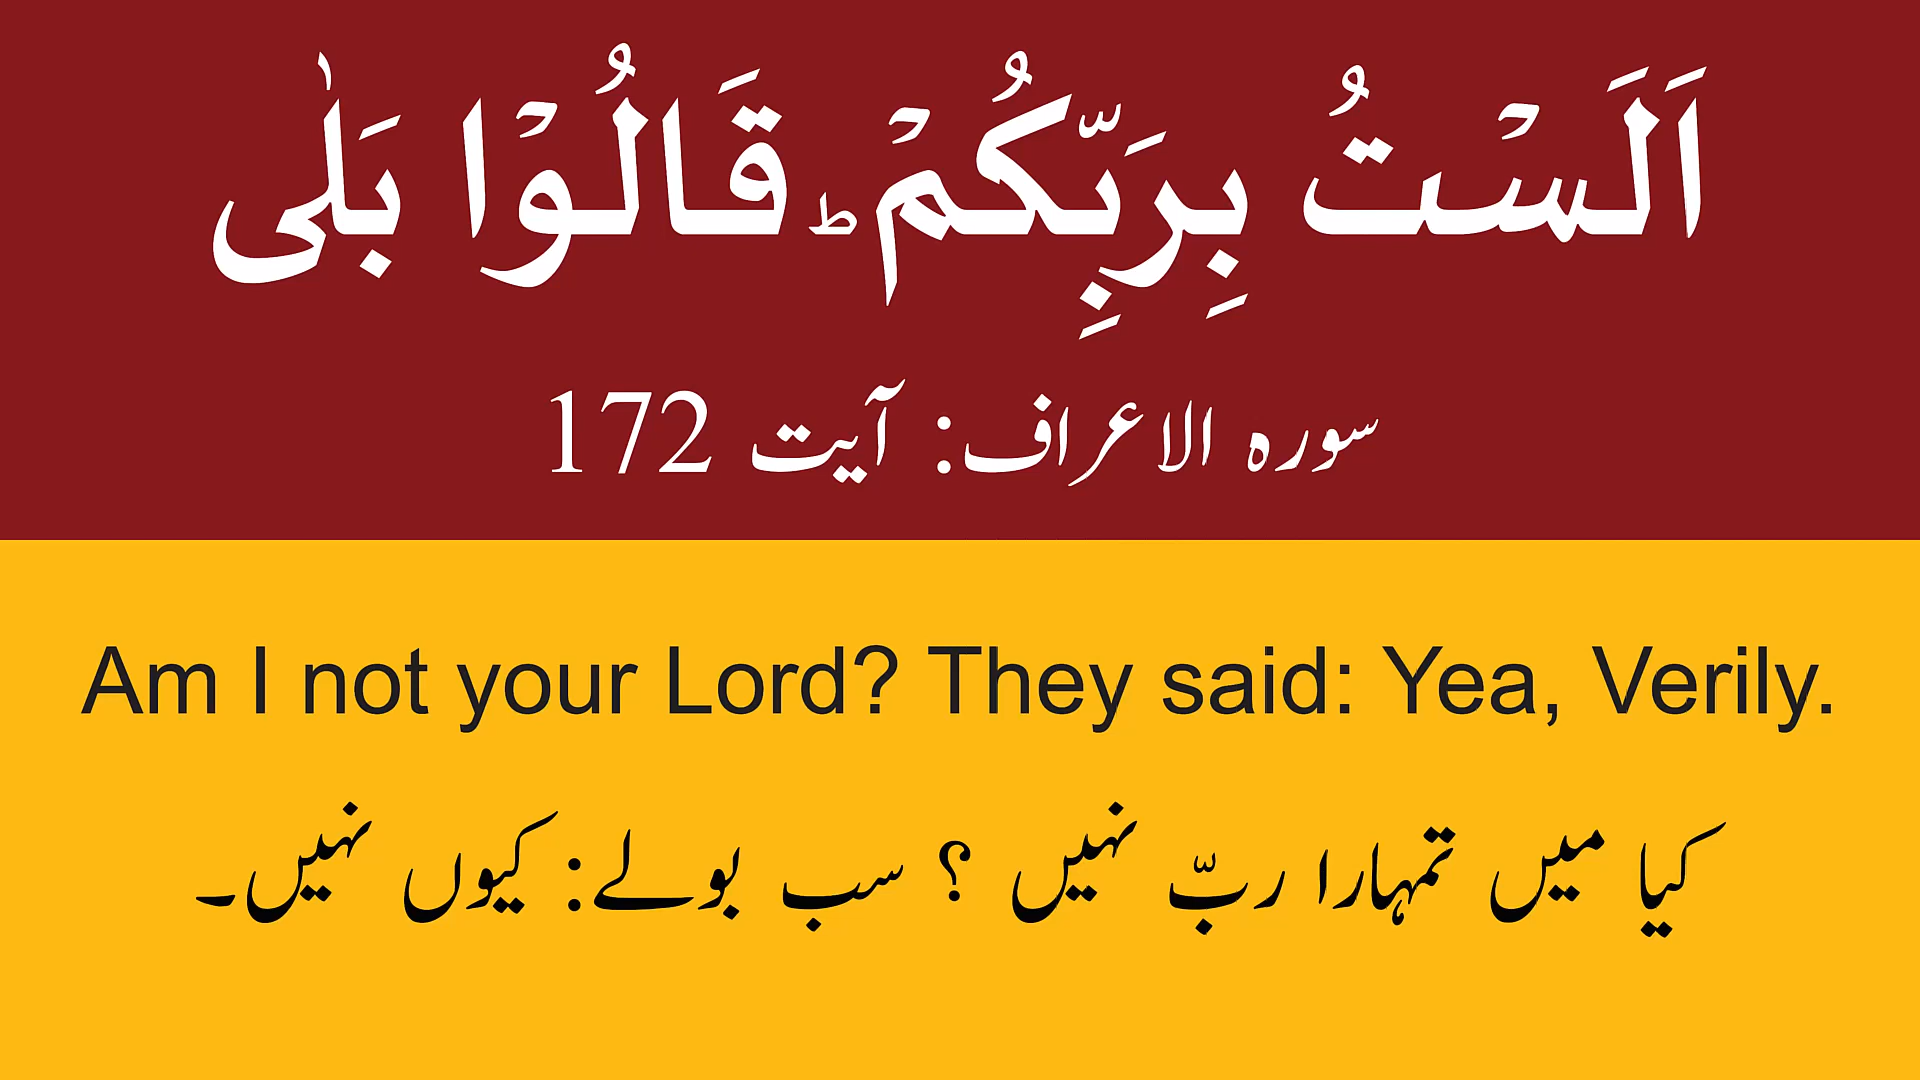 اَلَسْتُ بِرَبِّكُمْ ؕ قَالُوْا بَلٰى
سورہ الاعراف: آیت 172
Am I not your Lord? They said: Yea, Verily.
کیا میں تمہارا ربّ نہیں ؟ سب بولے: کیوں نہیں۔